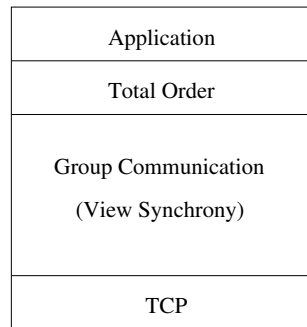 Application
Total Order
Group Communication
(View Synchrony)
TCP